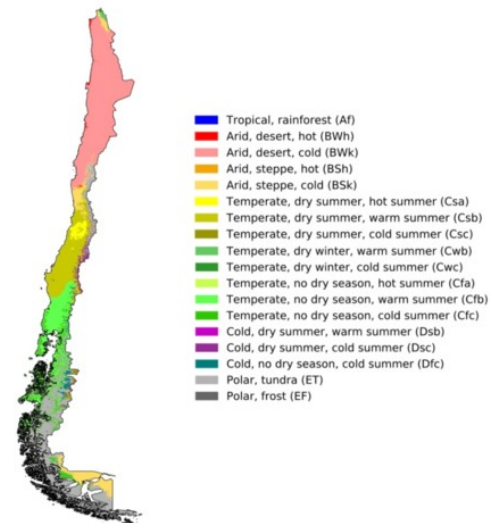 Tropical, rainforest (Af)
Arid, desert, hot (BWh)
Arid, desert, cold (BWk)
Arid, steppe, hot (BSh)
Arid, steppe, cold (BSk)
Temperate, dry summer, hot summer (Csa)
Temperate, dry summer, warm summer (Csb)
Temperate, dry summer, cold summer (Csc)
Temperate, dry winter, warm summer (Cwb)
Temperate, dry winter, cold summer (Cwc)
Temperate, no dry season, hot summer (Cfa)
Temperate, no dry season, warm summer (Cfb)
Temperate, no dry season, cold summer (Cfc)
Cold, dry summer, warm summer (Dsb)
Cold, dry summer, cold summer (Dsc)
Cold, no dry season, cold summer (Dfc)
Polar, tundra (ET)
Polar, frost (EF)